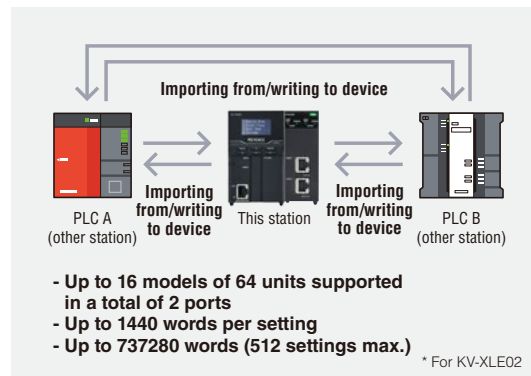 Importing from/writing to device
Importing
from/writing
to device
Importing
from/writing
to device
PLC A
(other station)
This station
PLC B
(other station)
- Up to 16 models of 64 units supported
in a total of 2 ports
- Up to 1440 words per setting
- Up to 737280 words (512 settings max.)
* For KV-XLE02